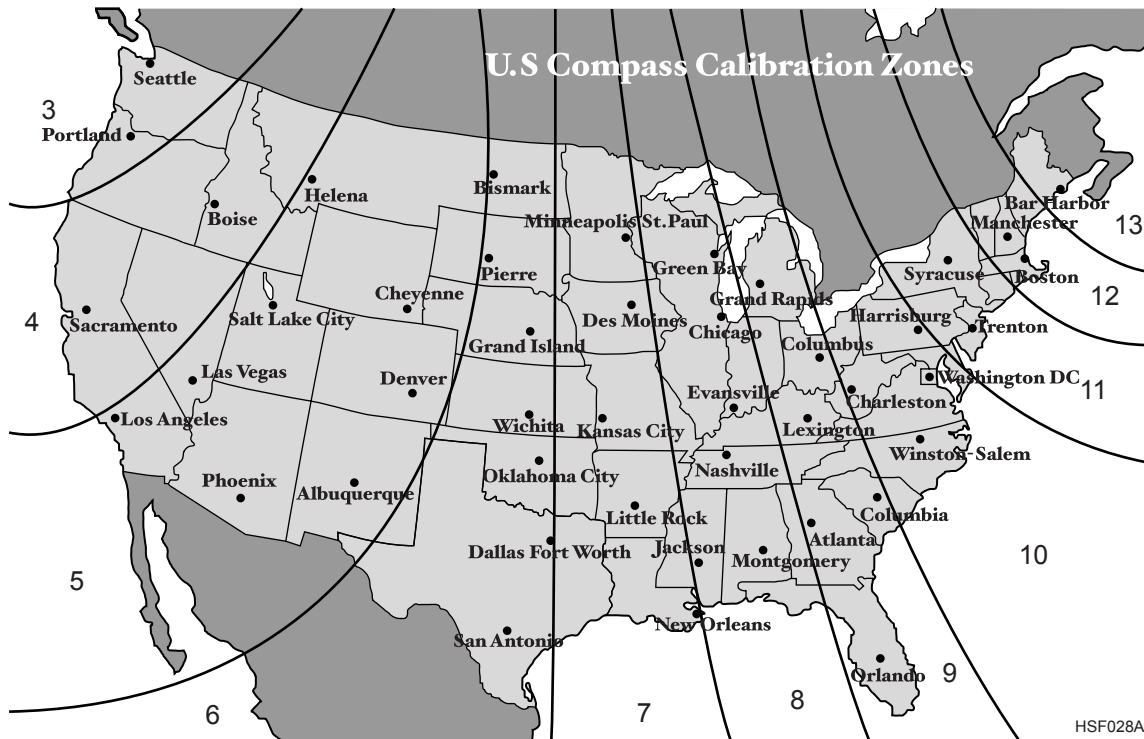 U.S Compass Calibration Zones
Seattle
3
Portland
Helena
Bismark
Boise
Bar Harbor
Manchester
13
Minneapolis St.Paul
Green Bay
Syracuse
Boston
Pierre
Cheyenne
Grand Rapids
12
4
Sacramento
Salt Lake City
Des Moines
Chicago
Harrisburg
Trenton
Grand Island
Columbus
Las Vegas
Denver
Washington DC
11
Evansville
Charleston
Los Angeles
Wichita
Kansas City
Lexington
Winston-Salem
Phoenix
Albuquerque
Oklahoma City
Nashville
Little Rock
Columbia
Dallas Fort Worth
Jackson
Atlanta
Montgomery
10
5
San Antonio
New Orleans
Orlando
9
6
7
8
HSF028A